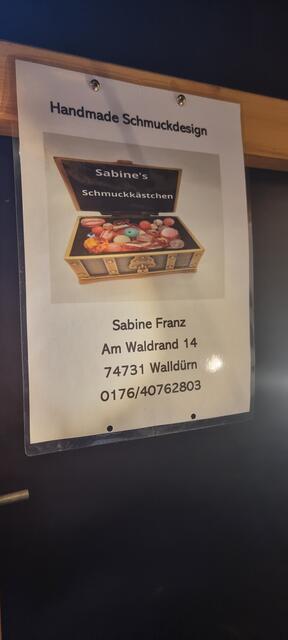 Handmade Schmuckdesign
Sabine's
Schmuckkästchen
Sabine Franz
Am Waldrand 14
74731 Walldürn
0176/40762803